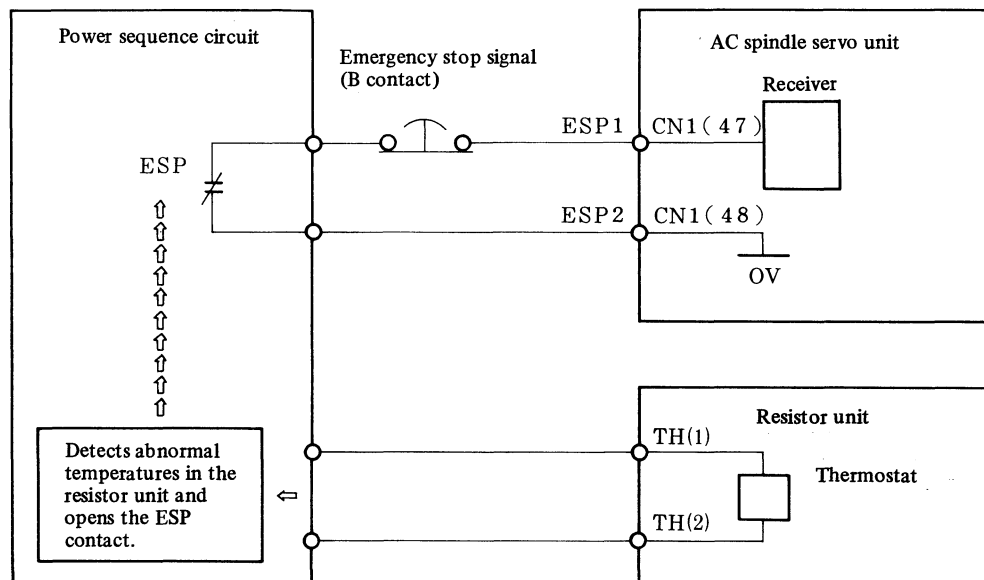 Power sequence circuit
Emergency stop signal
(B contact)
AC spindle servo unit
Receiver
ESP1
CN1(47)
ESP
ESP2
CN1(48)
OV
Detects abnormal
temperatures in the
resistor unit and
opens the ESP
contact.
Resistor unit
TH(1)
Thermostat
TH(2)